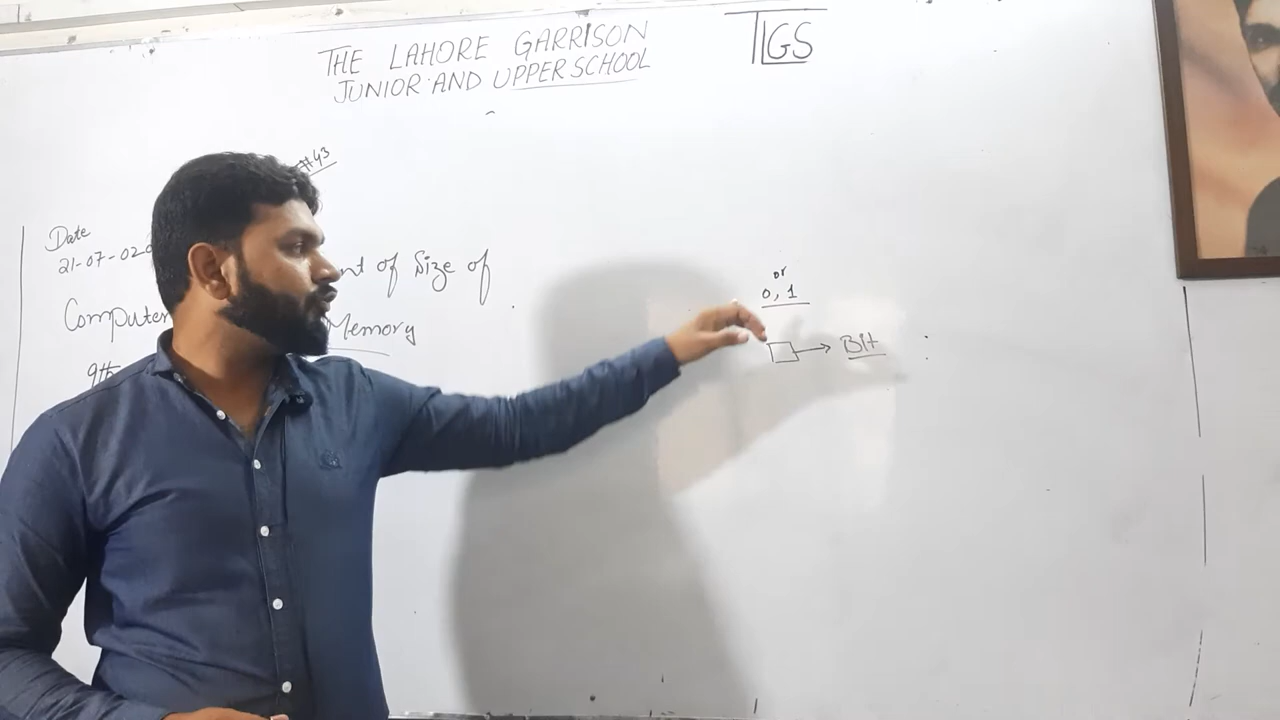 THE LAHORE GARRISON
JUNIOR AND UPPER SCHOOL
TLGS
#43
Date
21-07-020
nt of Size of
Computer Memory
9th
or
0, 1
Bit :